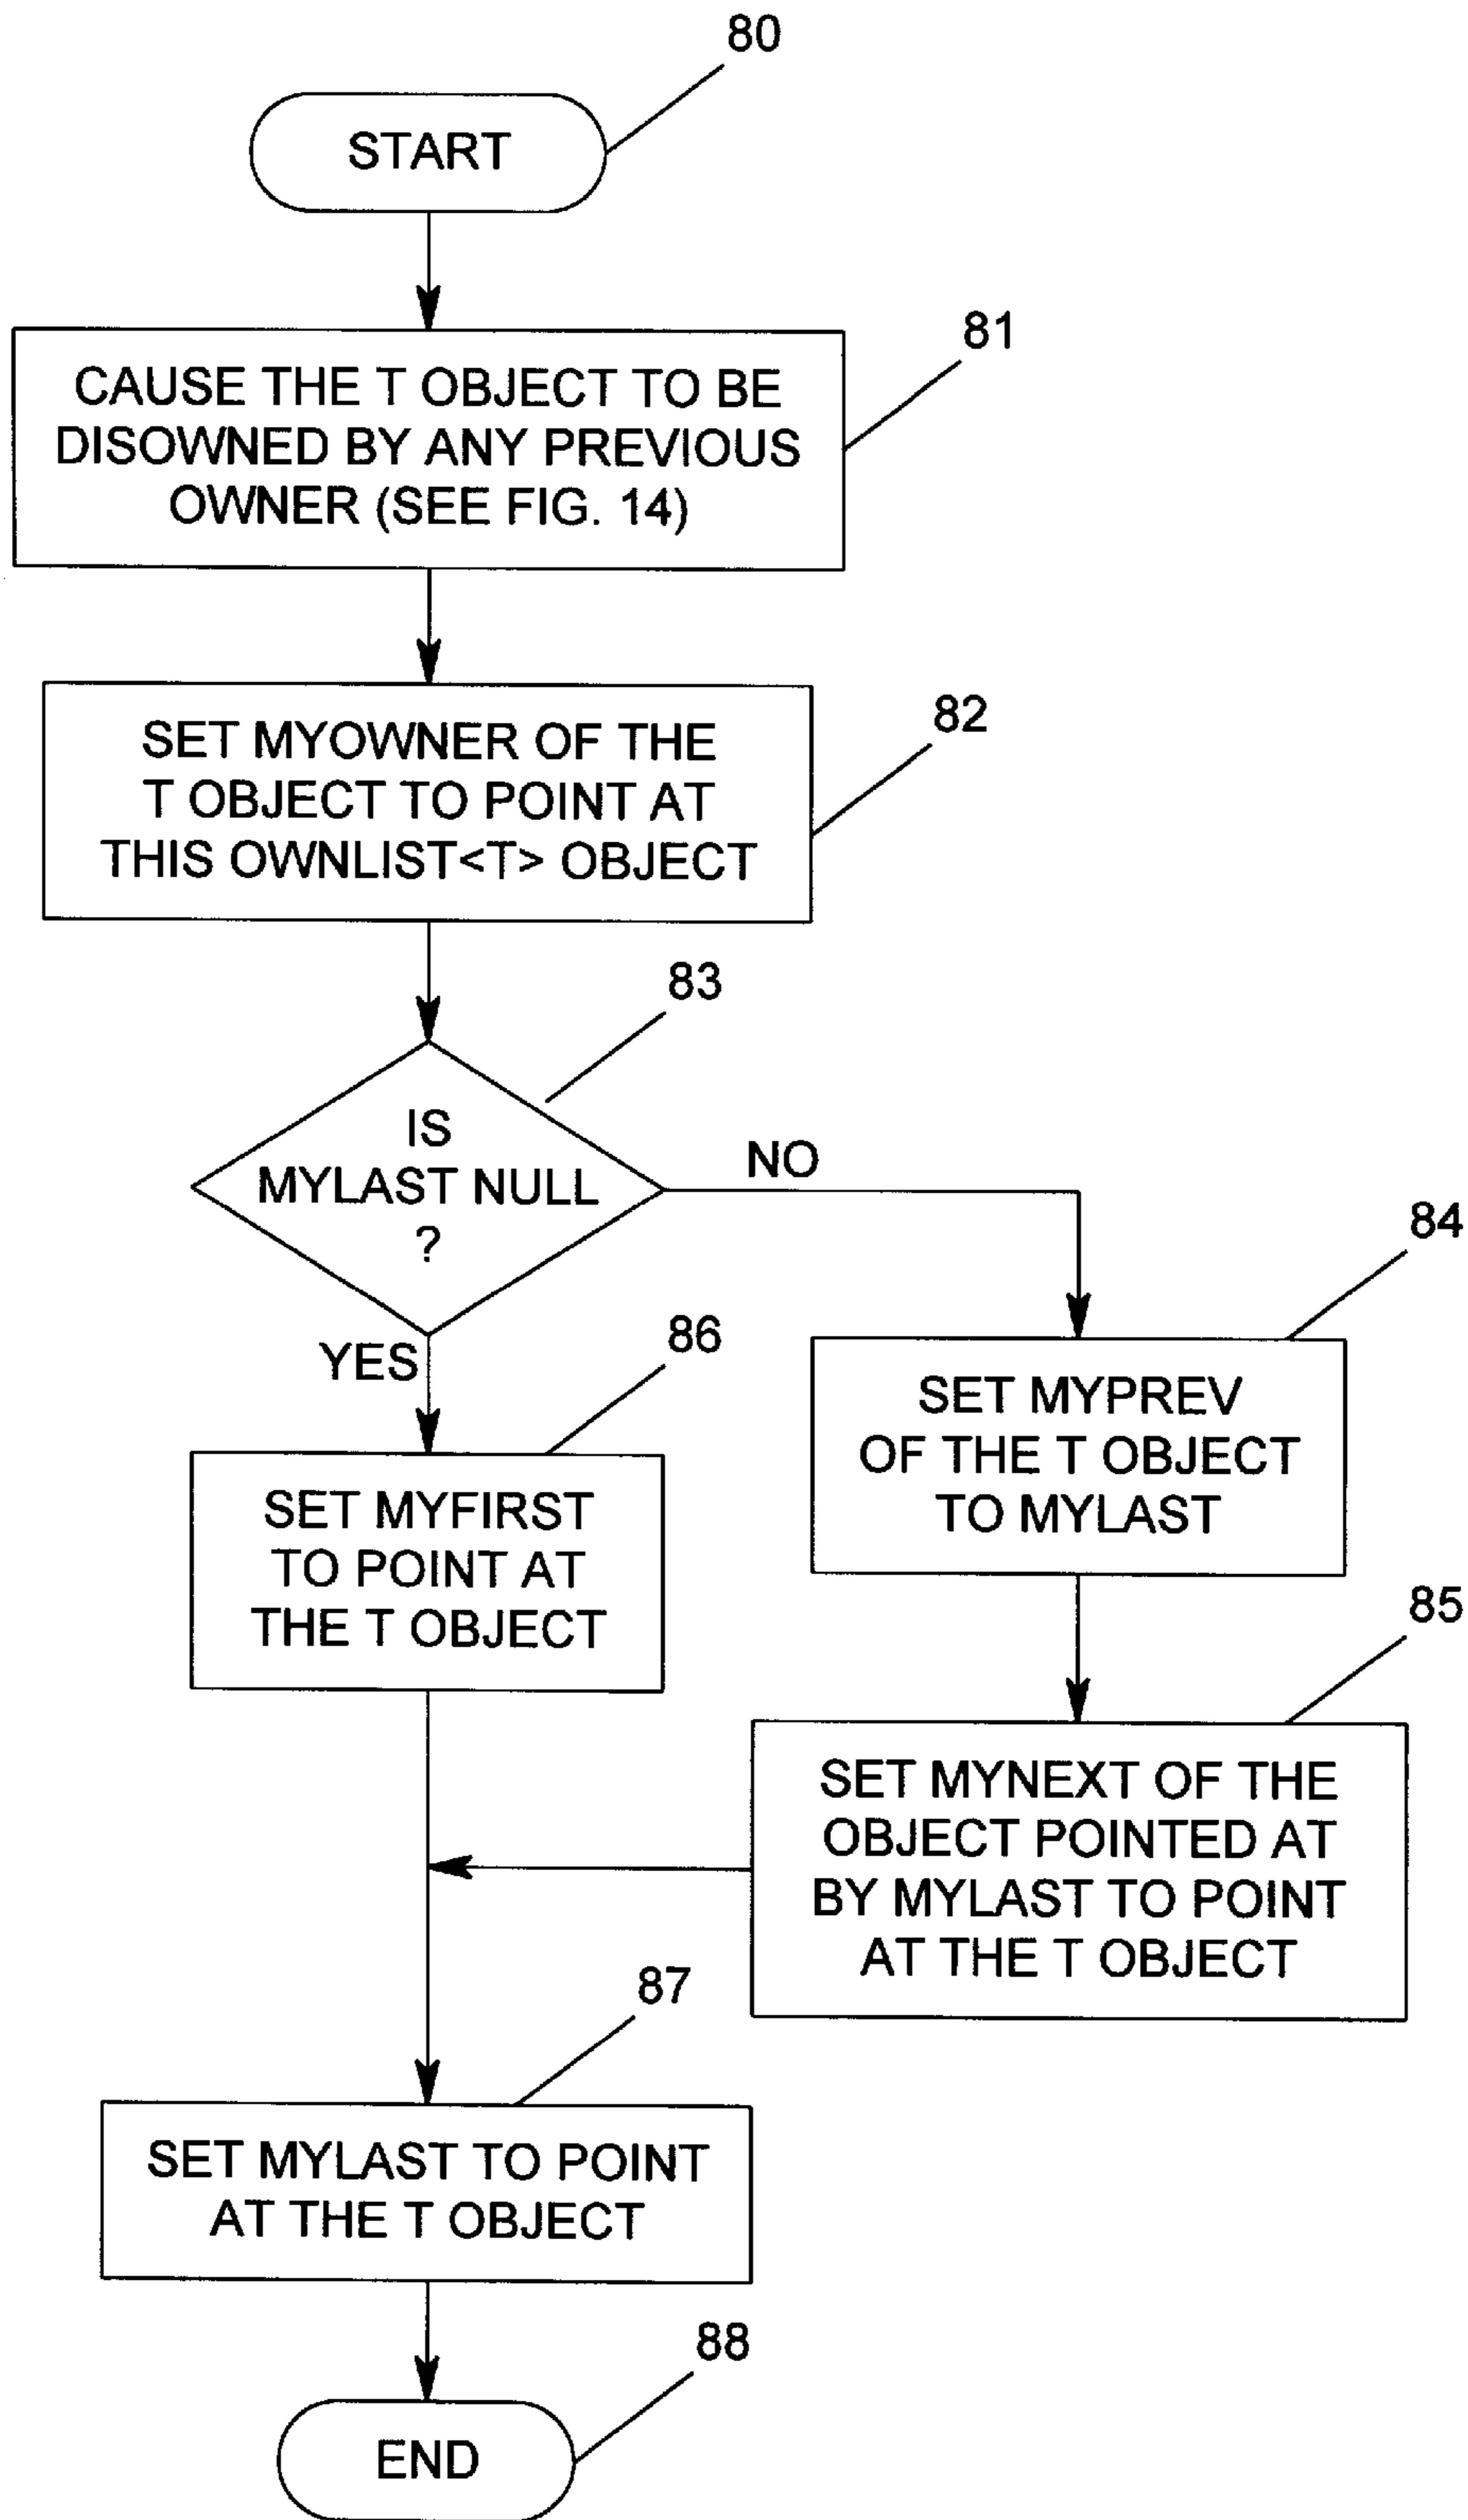 80
START
81
CAUSE THE T OBJECT TO BE
DISOWNED BY ANY PREVIOUS
OWNER (SEE FIG. 14)
82
SET MYOWNER OF THE
T OBJECT TO POINT AT
THIS OWNLIST<T> OBJECT
83
IS
MYLAST NULL
?
NO
YES
84
SET MYPREV
OF THE T OBJECT
TO MYLAST
86
SET MYFIRST
TO POINT AT
THE T OBJECT
85
SET MYNEXT OF THE
OBJECT POINTED AT
BY MYLAST TO POINT
AT THE T OBJECT
87
SET MYLAST TO POINT
AT THE T OBJECT
88
END